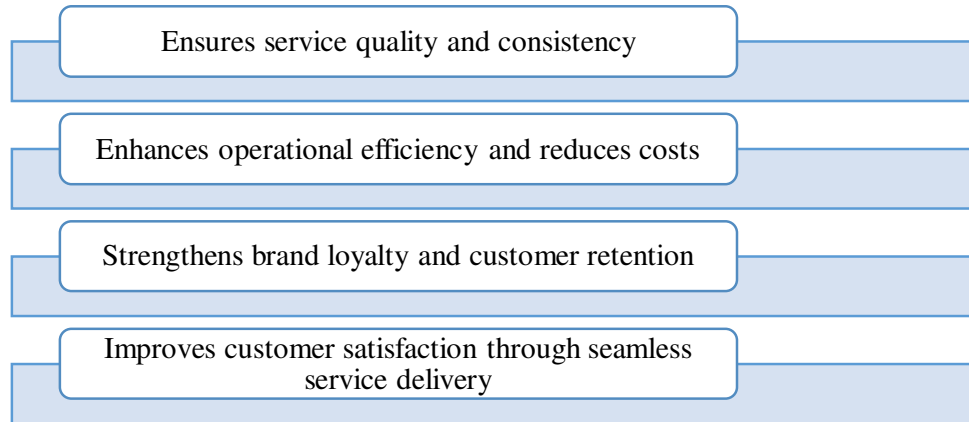 Ensures service quality and consistency
Enhances operational efficiency and reduces costs
Strengthens brand loyalty and customer retention
Improves customer satisfaction through seamless
service delivery